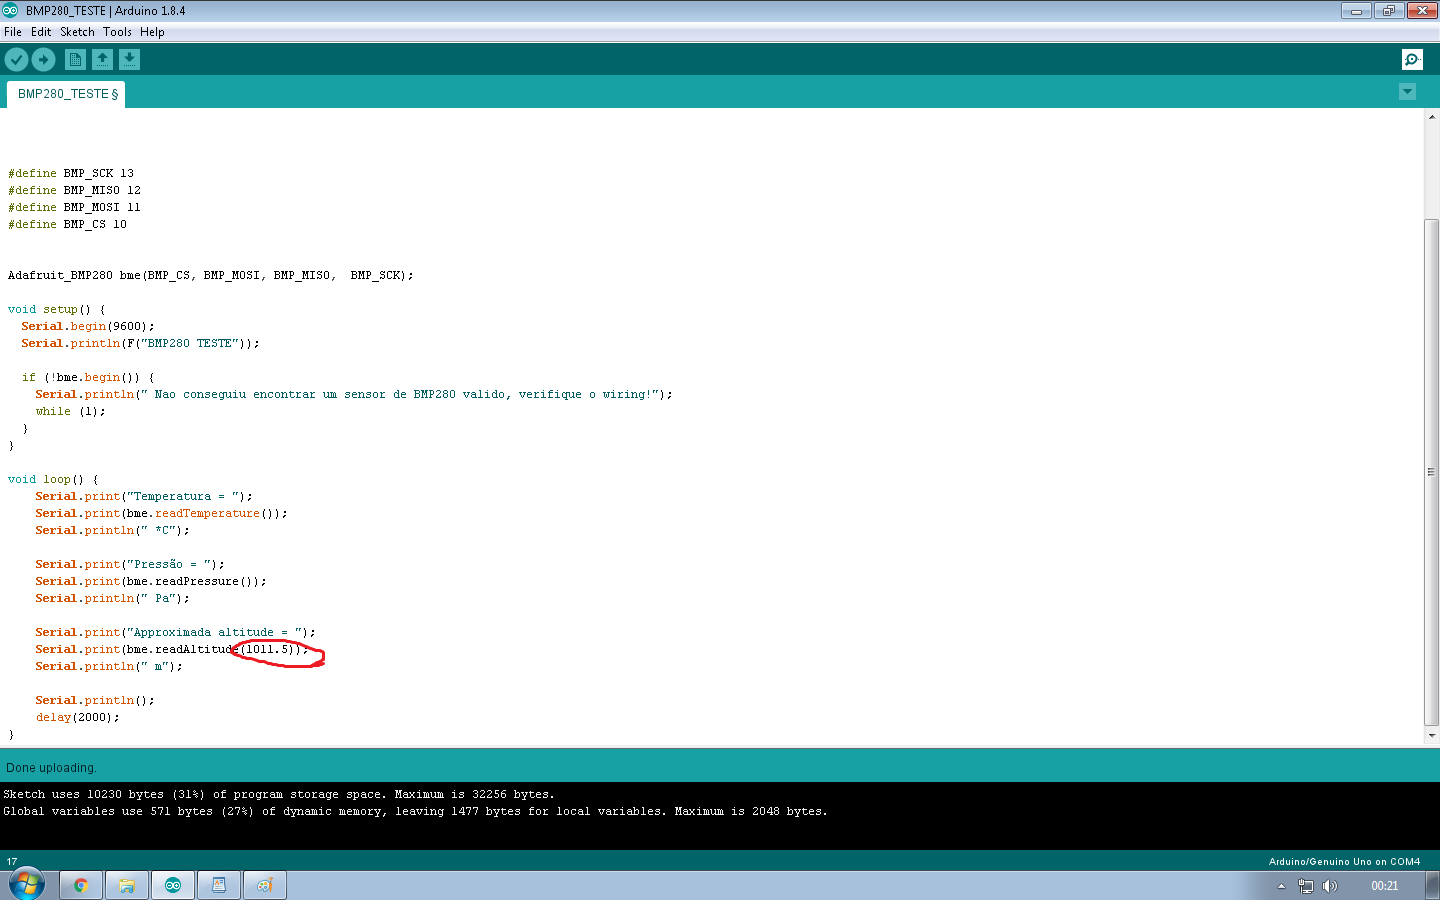 BMP280_TESTE | Arduino 1.8.4
File Edit Sketch Tools Help
BMP280_TESTE §
#define BMP_SCK 13
#define BMP_MISO 12
#define BMP_MOSI 11
#define BMP_CS 10
Adafruit_BMP280 bme(BMP_CS, BMP_MOSI, BMP_MISO,  BMP_SCK);
void setup() {
  Serial.begin(9600);
  Serial.println(F("BMP280 TESTE"));
  if (!bme.begin()) {
    Serial.println(" Nao conseguiu encontrar um sensor de BMP280 valido, verifique o wiring!");
    while (1);
  }
}
void loop() {
    Serial.print("Temperatura = ");
    Serial.print(bme.readTemperature());
    Serial.println(" *C");
    Serial.print("Pressão = ");
    Serial.print(bme.readPressure());
    Serial.println(" Pa");
    Serial.print("Approximada altitude = ");
    Serial.print(bme.readAltitude(1011.5));
    Serial.println(" m");
    Serial.println();
    delay(2000);
}
Done uploading.
Sketch uses 10230 bytes (31%) of program storage space. Maximum is 32256 bytes.
Global variables use 571 bytes (27%) of dynamic memory, leaving 1477 bytes for local variables. Maximum is 2048 bytes.
17
Arduino/Genuino Uno on COM4
00:21